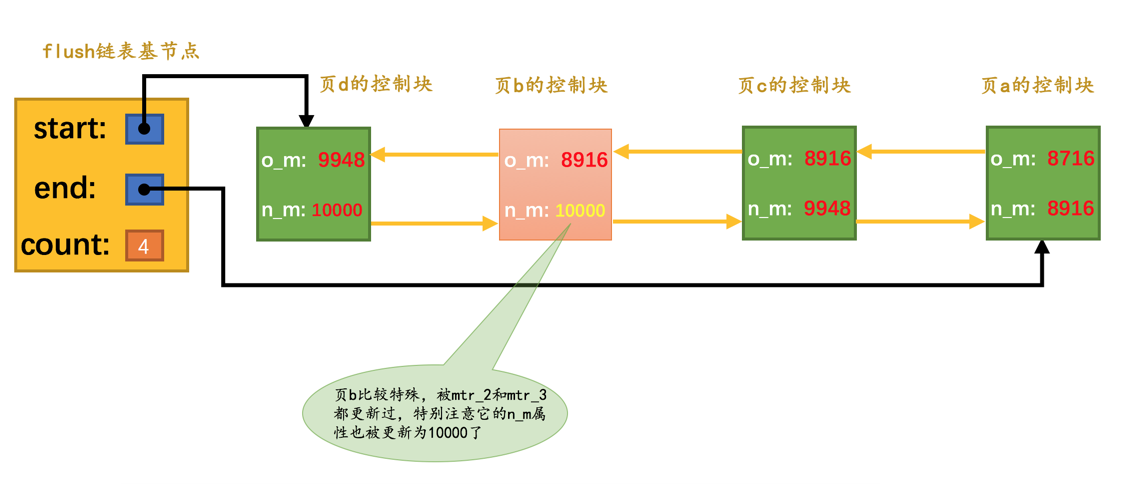 flush链表基节点
start:
end:
count: 4
页d的控制块
o_m: 9948
n_m: 10000
页b的控制块
o_m: 8916
n_m: 10000
页c的控制块
o_m: 8916
n_m: 9948
页a的控制块
o_m: 8716
n_m: 8916
页b比较特殊，被mtr_2和mtr_3
都更新过，特别注意它的n_m属
性也被更新为10000了